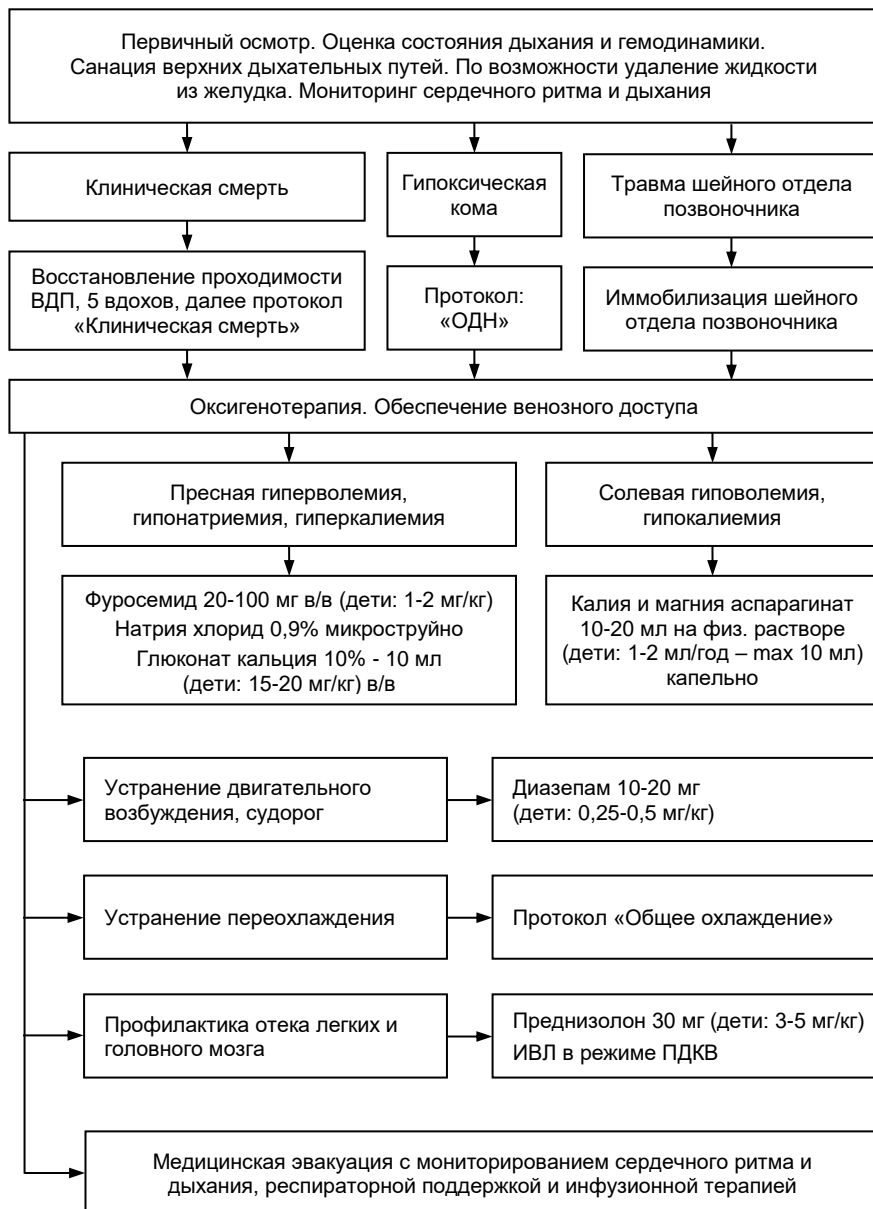 Первичный осмотр. Оценка состояния дыхания и гемодинамики.
Санация верхних дыхательных путей. По возможности удаление жидкости
из желудка. Мониторинг сердечного ритма и дыхания
Клиническая смерть
Гипоксическая
кома
Травма шейного отдела
позвоночника
Восстановление проходимости
ВДП, 5 вдохов, далее протокол
«Клиническая смерть»
Протокол:
«ОДН»
Иммобилизация шейного
отдела позвоночника
Оксигенотерапия. Обеспечение венозного доступа
Пресная гиперволемия,
гипонатриемия, гиперкалиемия
Солевая гиповолемия,
гипокалиемия
Фуросемид 20-100 мг в/в (дети: 1-2 мг/кг)
Натрия хлорид 0,9% микроструйно
Глюконат кальция 10% - 10 мл
(дети: 15-20 мг/кг) в/в
Калия и магния аспарагинат
10-20 мл на физ. растворе
(дети: 1-2 мл/год – max 10 мл)
капельно
Устранение двигательного
возбуждения, судорог
Диазепам 10-20 мг
(дети: 0,25-0,5 мг/кг)
Устранение переохлаждения
Протокол «Общее охлаждение»
Профилактика отека легких и
головного мозга
Преднизолон 30 мг (дети: 3-5 мг/кг)
ИВЛ в режиме ПДКВ
Медицинская эвакуация с мониторированием сердечного ритма и
дыхания, респираторной поддержкой и инфузионной терапией